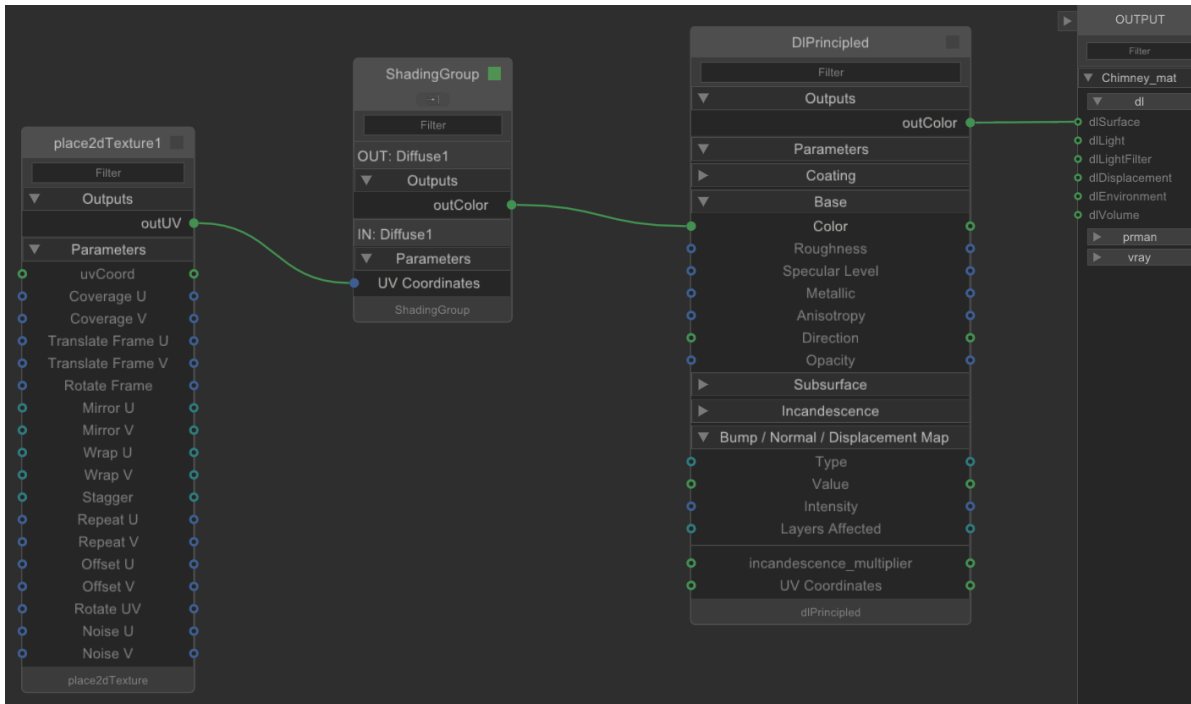 place2dTexture1
Filter
Outputs
outUV
Parameters
uvCoord
Coverage U
Coverage V
Translate Frame U
Translate Frame V
Rotate Frame
Mirror U
Mirror V
Wrap U
Wrap V
Stagger
Repeat U
Repeat V
Offset U
Offset V
Rotate UV
Noise U
Noise V
place2dTexture
ShadingGroup
Filter
OUT: Diffuse1
Outputs
outColor
IN: Diffuse1
Parameters
UV Coordinates
ShadingGroup
DlPrincipled
Filter
Outputs
outColor
Parameters
Coating
Base
Color
Roughness
Specular Level
Metallic
Anisotropy
Direction
Opacity
Subsurface
Incandescence
Bump / Normal / Displacement Map
Type
Value
Intensity
Layers Affected
incandescence_multiplier
UV Coordinates
dlPrincipled
OUTPUT
Filter
Chimney_mat
dl
dlSurface
dlLight
dlLightFilter
dlDisplacement
dlEnvironment
dlVolume
prman
vray